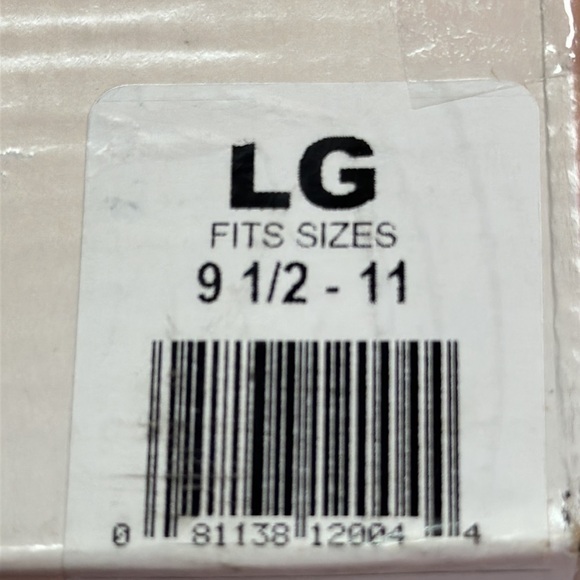 LG
FITS SIZES
9 1/2 - 11
0 81138 12004 4